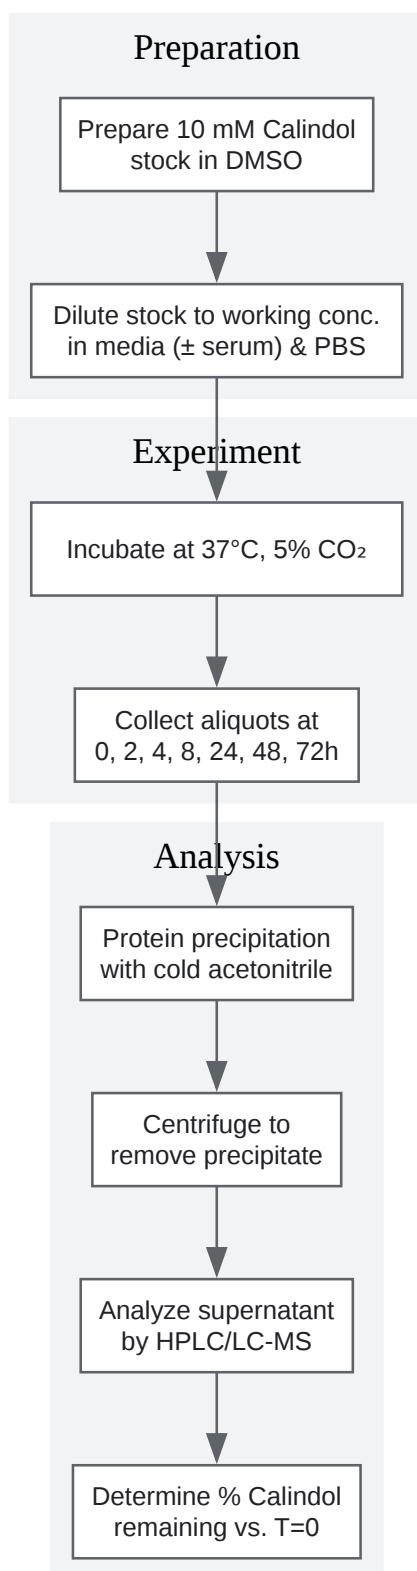 Preparation
Prepare 10 mM Calindol
stock in DMSO
Dilute stock to working conc.
in media (± serum) & PBS
Experiment
Incubate at 37°C, 5% CO₂
Collect aliquots at
0, 2, 4, 8, 24, 48, 72h
Analysis
Protein precipitation
with cold acetonitrile
Centrifuge to
remove precipitate
Analyze supernatant
by HPLC/LC-MS
Determine % Calindol
remaining vs. T=0